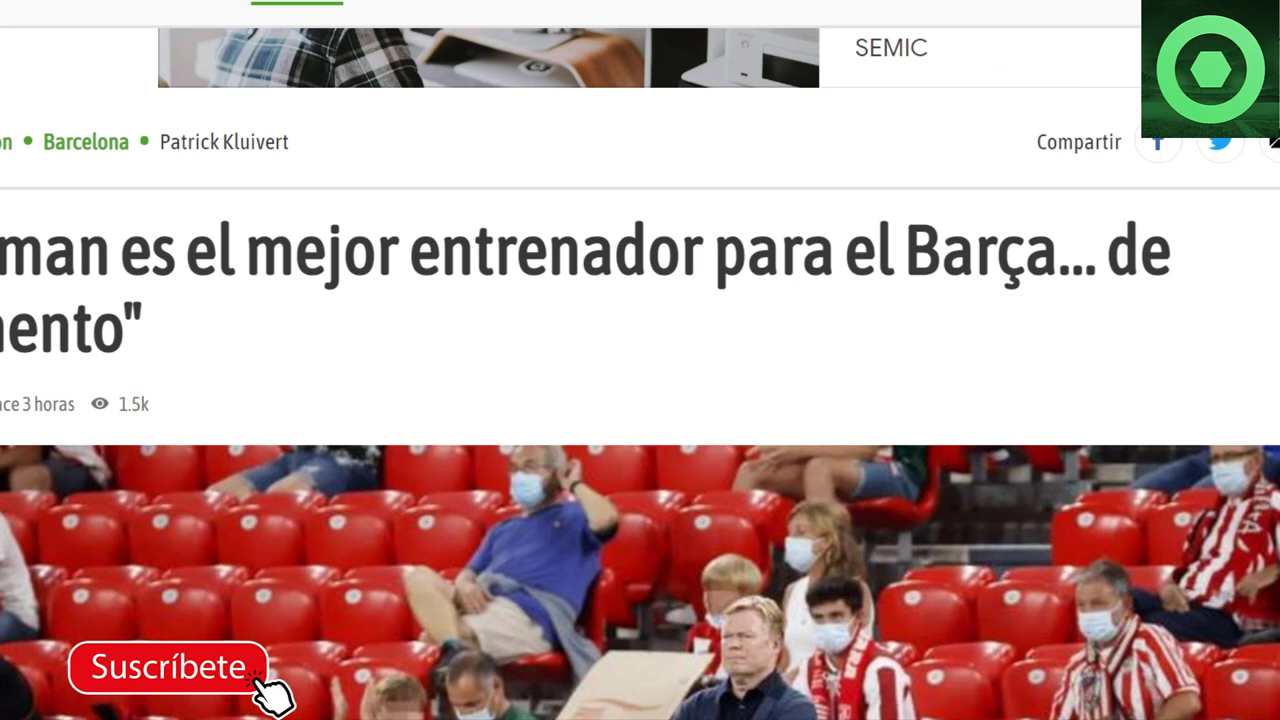 SEMIC
on • Barcelona • Patrick Kluivert
Compartir
man es el mejor entrenador para el Barça... de
ento"
ace 3 horas 1.5k
Suscríbete